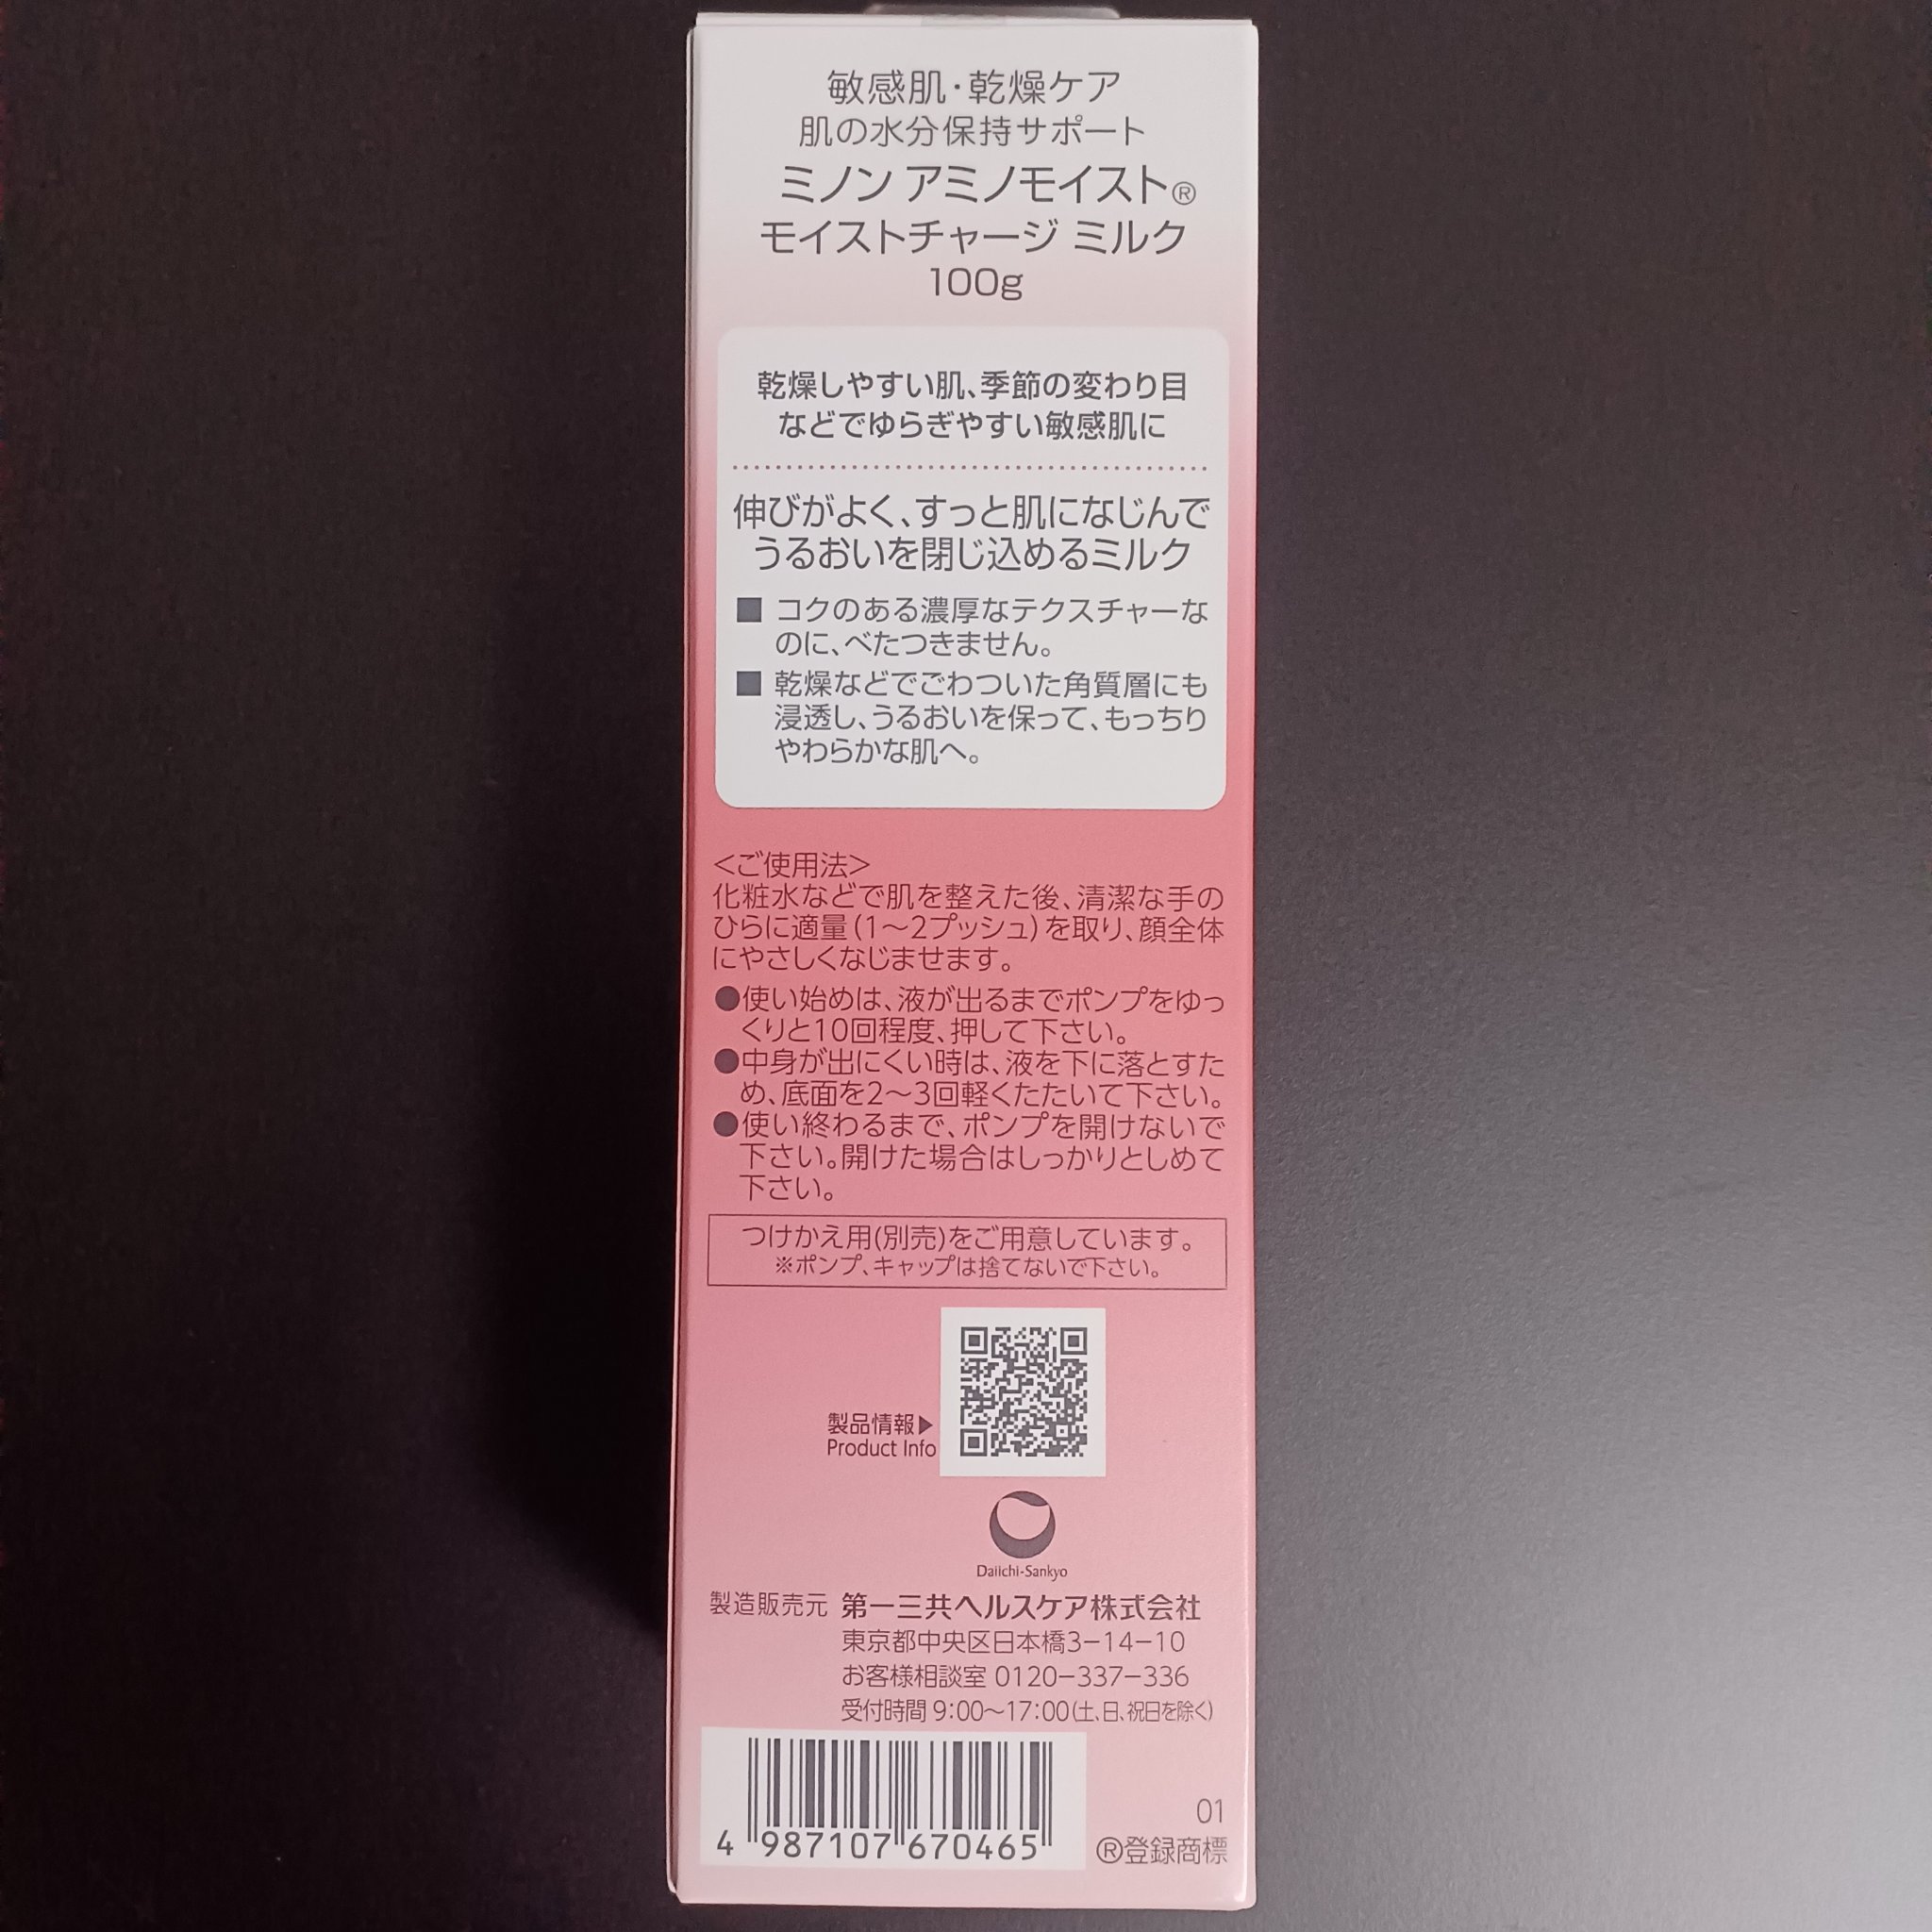 敏感肌・乾燥ケア
肌の水分保持サポート
ミノン アミノモイスト®
モイストチャージ ミルク
100g
乾燥しやすい肌、季節の変わり目
などでゆらぎやすい敏感肌に
伸びがよく、すっと肌になじんで
うるおいを閉じ込めるミルク
■ コクのある濃厚なテクスチャーな
のに、べたつきません。
■ 乾燥などでごわついた角質層にも
浸透し、うるおいを保って、もっちり
やわらかな肌へ。
<ご使用法>
化粧水などで肌を整えた後、清潔な手の
ひらに適量(1〜2プッシュ)を取り、顔全体
にやさしくなじませます。
●使い始めは、液が出るまでポンプをゆっ
くりと10回程度、押して下さい。
●中身が出にくい時は、液を下に落とすた
め、底面を2〜3回軽くたたいて下さい。
●使い終わるまで、ポンプを開けないで
下さい。開けた場合はしっかりとしめて
下さい。
つけかえ用(別売)をご用意しています。
※ポンプ、キャップは捨てないで下さい。
製品情報▶
Product Info
Daiichi-Sankyo
製造販売元 第一三共ヘルスケア株式会社
東京都中央区日本橋3−14−10
お客様相談室 0120−337−336
受付時間 9:00〜17:00(土、日、祝日を除く)
01
4 987107 670465
®登録商標